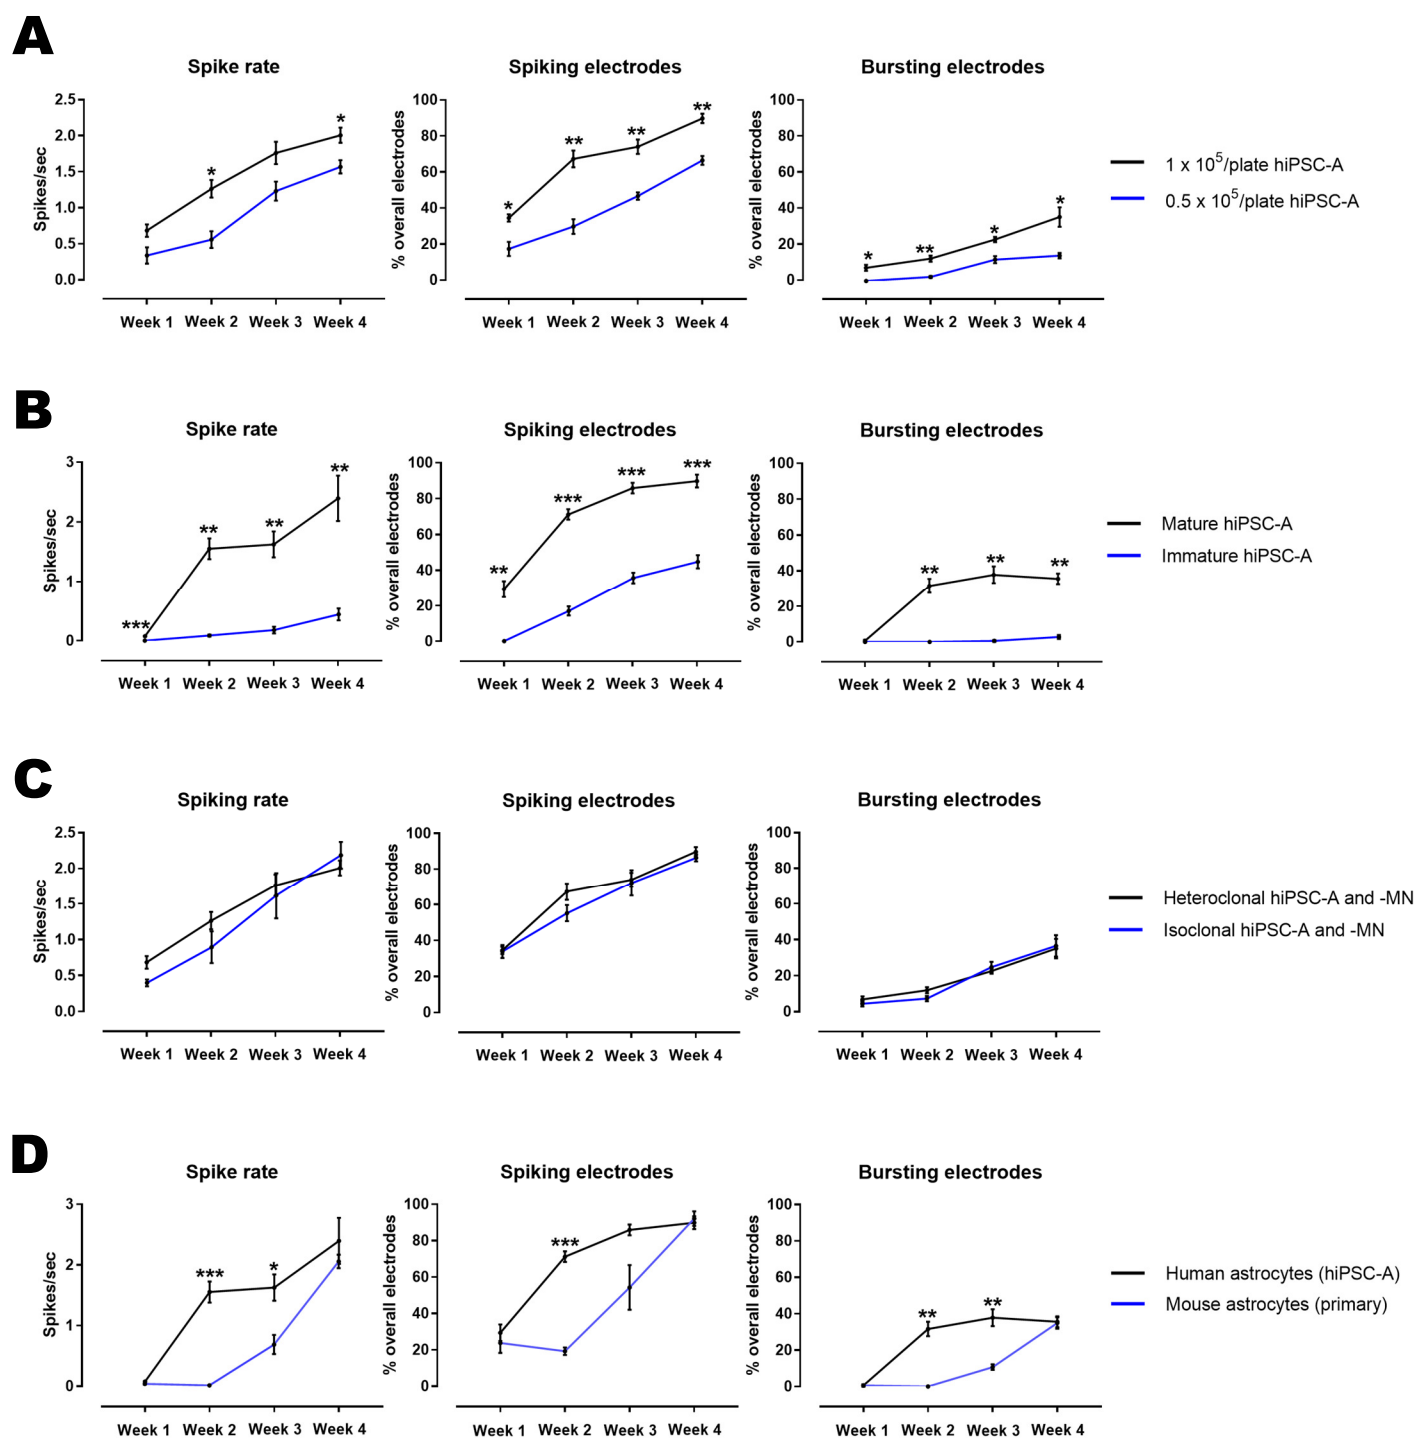 A
Spike rate
Spiking electrodes
Bursting electrodes
Spikes/sec
2.5
2.0
1.5
1.0
0.5
0.0
*
*
Week 1 Week 2 Week 3 Week 4
% overall electrodes
100
80
60
40
20
0
*
**
**
**
Week 1 Week 2 Week 3 Week 4
% overall electrodes
100
80
60
40
20
0
*
**
*
*
Week 1 Week 2 Week 3 Week 4
1 x 10⁵/plate hiPSC-A
0.5 x 10⁵/plate hiPSC-A
B
Spike rate
Spiking electrodes
Bursting electrodes
Spikes/sec
3
2
1
0
***
**
**
**
Week 1 Week 2 Week 3 Week 4
% overall electrodes
100
80
60
40
20
0
**
***
***
***
Week 1 Week 2 Week 3 Week 4
% overall electrodes
100
80
60
40
20
0
**
**
**
Week 1 Week 2 Week 3 Week 4
Mature hiPSC-A
Immature hiPSC-A
C
Spiking rate
Spiking electrodes
Bursting electrodes
Spikes/sec
2.5
2.0
1.5
1.0
0.5
0.0
Week 1 Week 2 Week 3 Week 4
% overall electrodes
100
80
60
40
20
0
Week 1 Week 2 Week 3 Week 4
% overall electrodes
100
80
60
40
20
0
Week 1 Week 2 Week 3 Week 4
Heteroclonal hiPSC-A and -MN
Isoclonal hiPSC-A and -MN
D
Spike rate
Spiking electrodes
Bursting electrodes
Spikes/sec
3
2
1
0
***
*
Week 1 Week 2 Week 3 Week 4
% overall electrodes
100
80
60
40
20
0
***
Week 1 Week 2 Week 3 Week 4
% overall electrodes
100
80
60
40
20
0
**
**
Week 1 Week 2 Week 3 Week 4
Human astrocytes (hiPSC-A)
Mouse astrocytes (primary)